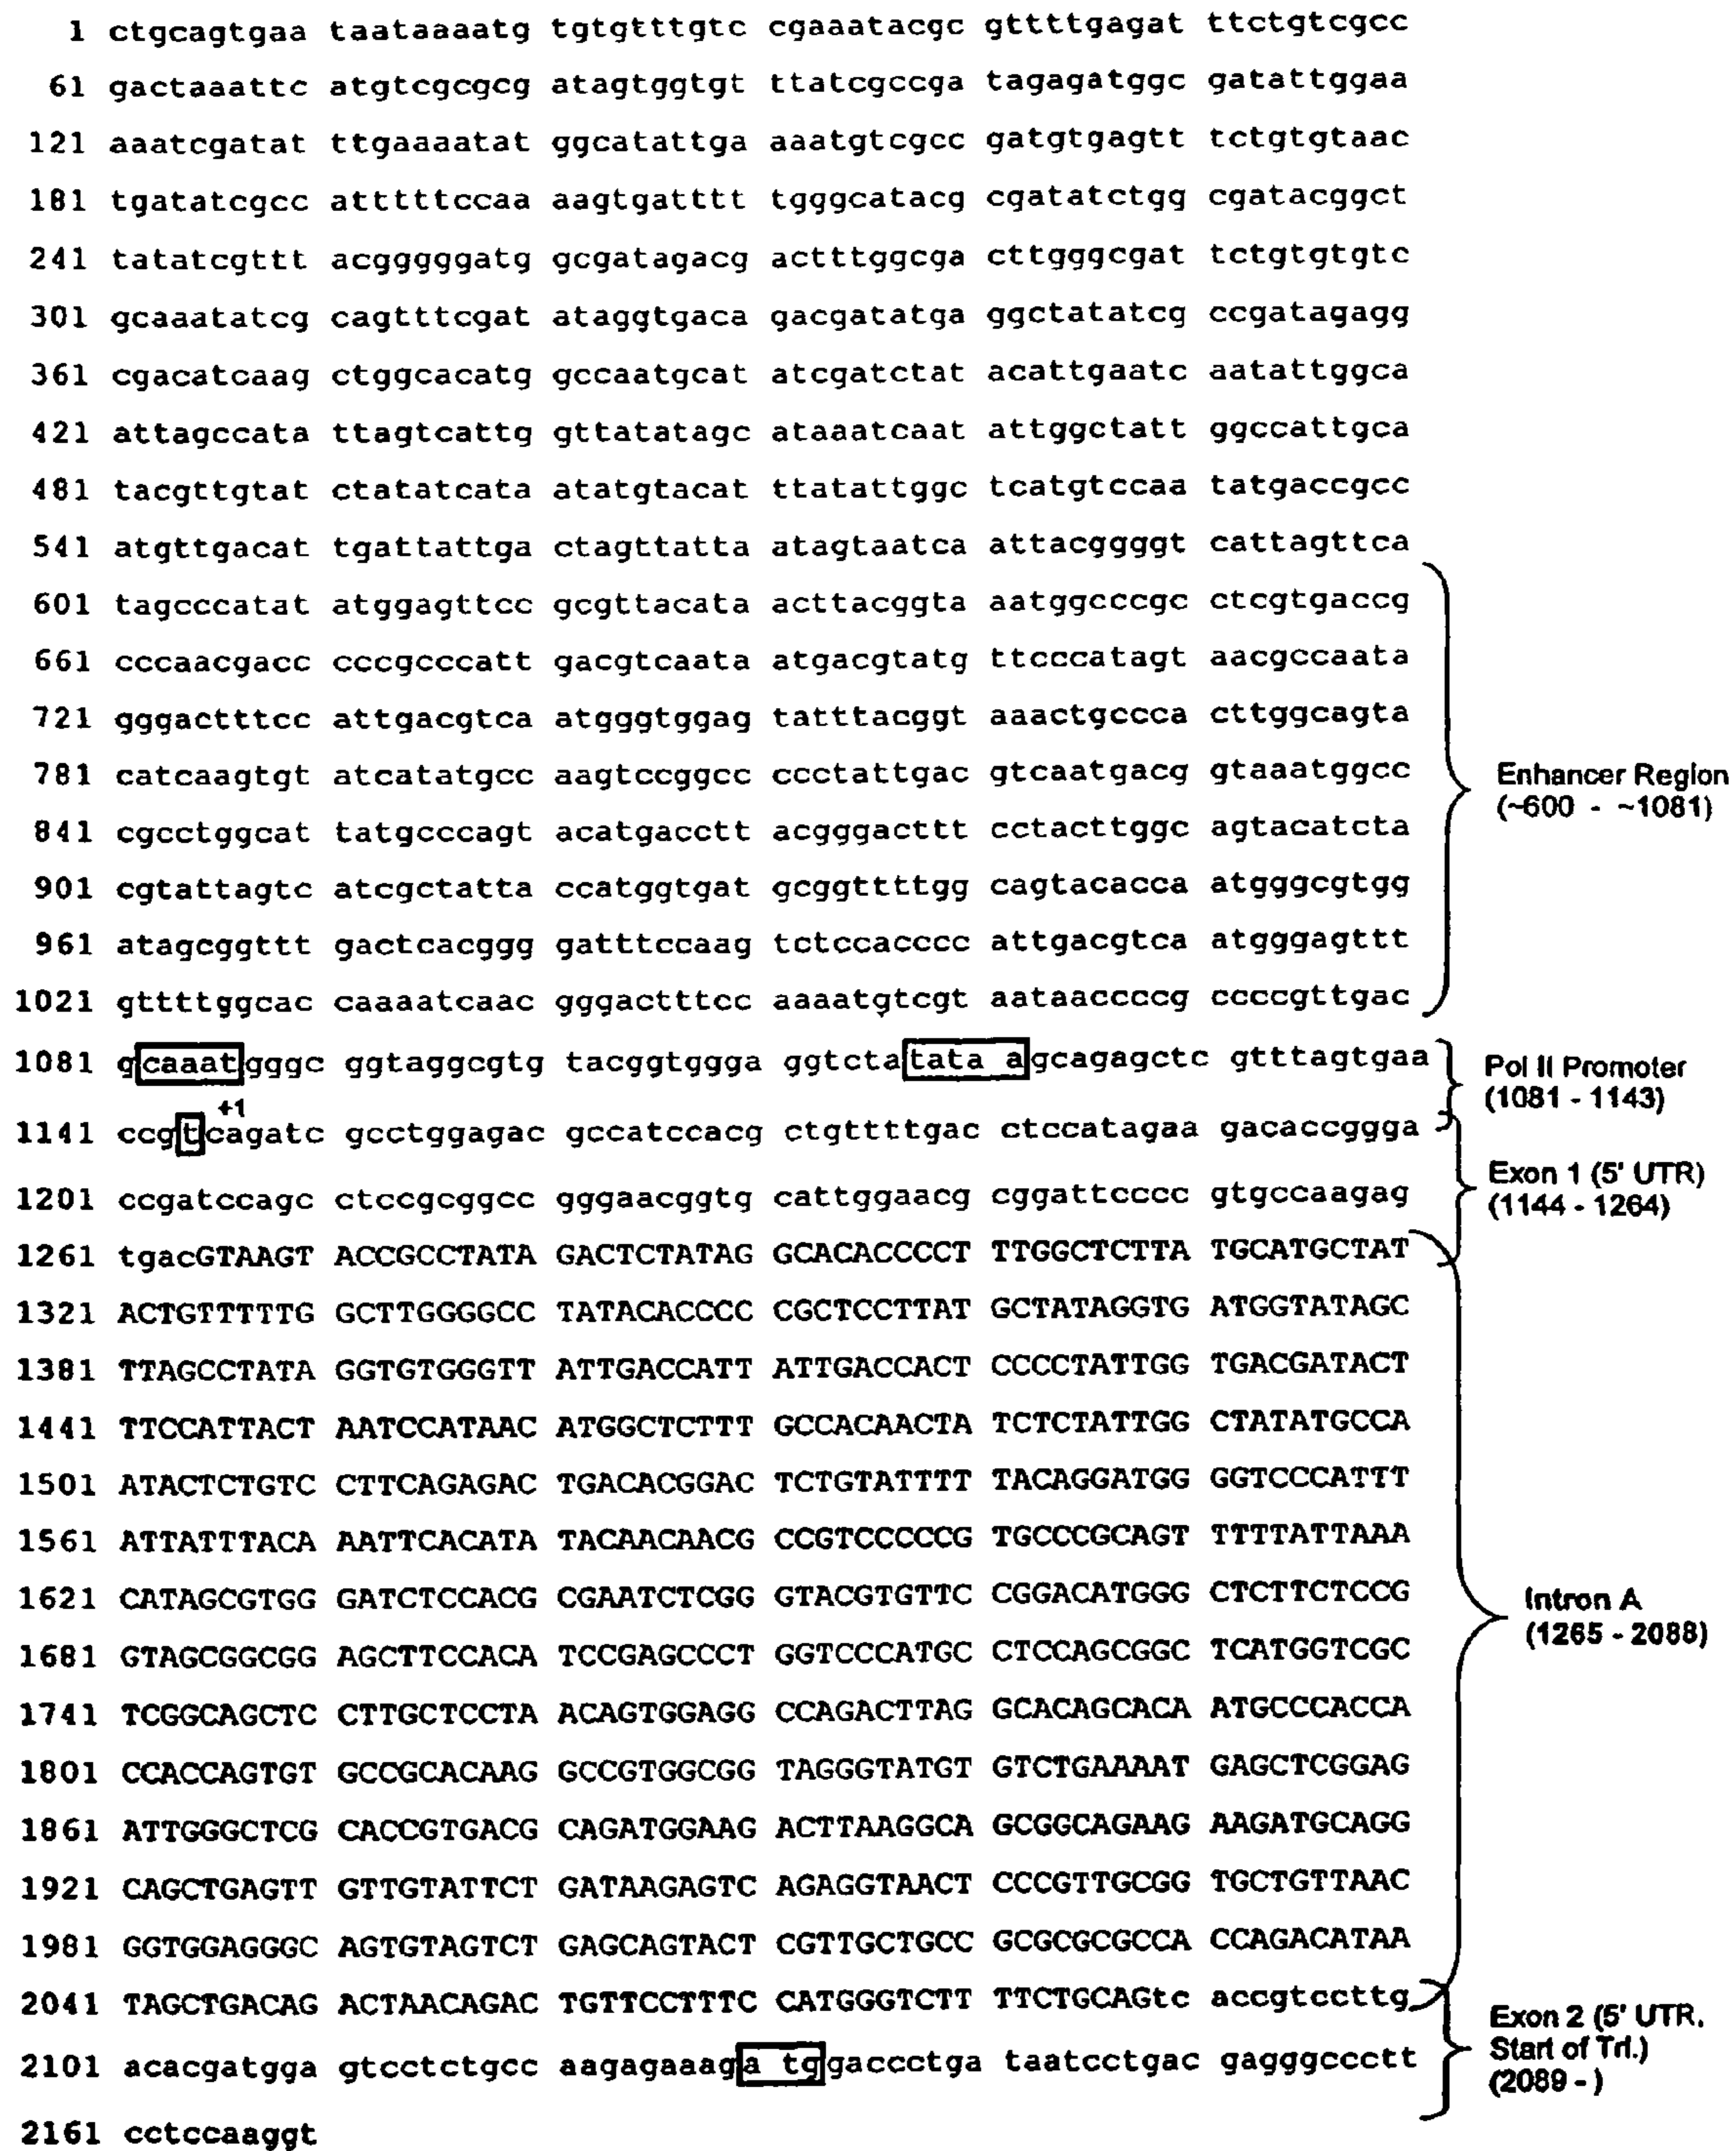 1 ctgcagtgaa taataaaatg tgtgtttgtc cgaaatacgc gttttgagat ttctgtcgcc
61 gactaaattc atgtcgcgcg atagtggtgt ttatcgccga tagagatggc gatattggaa
121 aaatcgatat ttgaaaatat ggcatattga aaatgtcgcc gatgtgagtt tctgtgtaac
181 tgatatcgcc atttttccaa aagtgatttt tgggcatacg cgatatctgg cgatacggct
241 tatatcgttt acgggggatg gcgatagacg actttggcga cttgggcgat tctgtgtgtc
301 gcaaatatcg cagtttcgat ataggtgaca gacgatatga ggctatatcg ccgatagagg
361 cgacatcaag ctggcacatg gccaatgcat atcgatctat acattgaatc aatattggca
421 attagccata ttagtcattg gttatatagc ataaatcaat attggctatt ggccattgca
481 tacgttgtat ctatatcata atatgtacat ttatattggc tcatgtccaa tatgaccgcc
541 atgttgacat tgattattga ctagttatta atagtaatca attacggggt cattagttca
601 tagcccatat atggagttcc gcgttacata acttacggta aatggcccgc ctcgtgaccg
661 cccaacgacc cccgcccatt gacgtcaata atgacgtatg ttcccatagt aacgccaata
721 gggactttcc attgacgtca atgggtggag tatttacggt aaactgccca cttggcagta
781 catcaagtgt atcatatgcc aagtccggcc ccctattgac gtcaatgacg gtaaatggcc
Enhancer Region
(~600 - ~1081)
841 cgcctggcat tatgcccagt acatgacctt acgggacttt cctacttggc agtacatcta
901 cgtattagtc atcgctatta ccatggtgat gcggttttgg cagtacacca atgggcgtgg
961 atagcggttt gactcacggg gatttccaag tctccacccc attgacgtca atgggagttt
1021 gttttggcac caaaatcaac gggactttcc aaaatgtcgt aataaccccg ccccgttgac
1081 gcaaatgggc ggtaggcgtg tacggtggga ggtctatata agcagagctc gtttagtgaa
Pol II Promoter
(1081 - 1143)
+1
1141 ccgtcagatc gcctggagac gccatccacg ctgttttgac ctccatagaa gacaccggga
1201 ccgatccagc ctccgcggcc gggaacggtg cattggaacg cggattcccc gtgccaagag
Exon 1 (5' UTR)
(1144 - 1264)
1261 tgacGTAAGT ACCGCCTATA GACTCTATAG GCACACCCCT TTGGCTCTTA TGCATGCTAT
1321 ACTGTTTTTG GCTTGGGGCC TATACACCCC CGCTCCTTAT GCTATAGGTG ATGGTATAGC
1381 TTAGCCTATA GGTGTGGGTT ATTGACCATT ATTGACCACT CCCCTATTGG TGACGATACT
1441 TTCCATTACT AATCCATAAC ATGGCTCTTT GCCACAACTA TCTCTATTGG CTATATGCCA
1501 ATACTCTGTC CTTCAGAGAC TGACACGGAC TCTGTATTTT TACAGGATGG GGTCCCATTT
1561 ATTATTTACA AATTCACATA TACAACAACG CCGTCCCCCG TGCCCGCAGT TTTTATTAAA
1621 CATAGCGTGG GATCTCCACG CGAATCTCGG GTACGTGTTC CGGACATGGG CTCTTCTCCG
Intron A
(1265 - 2088)
1681 GTAGCGGCGG AGCTTCCACA TCCGAGCCCT GGTCCCATGC CTCCAGCGGC TCATGGTCGC
1741 TCGGCAGCTC CTTGCTCCTA ACAGTGGAGG CCAGACTTAG GCACAGCACA ATGCCCACCA
1801 CCACCAGTGT GCCGCACAAG GCCGTGGCGG TAGGGTATGT GTCTGAAAAT GAGCTCGGAG
1861 ATTGGGCTCG CACCGTGACG CAGATGGAAG ACTTAAGGCA GCGGCAGAAG AAGATGCAGG
1921 CAGCTGAGTT GTTGTATTCT GATAAGAGTC AGAGGTAACT CCCGTTGCGG TGCTGTTAAC
1981 GGTGGAGGGC AGTGTAGTCT GAGCAGTACT CGTTGCTGCC GCGCGCGCCA CCAGACATAA
2041 TAGCTGACAG ACTAACAGAC TGTTCCTTTC CATGGGTCTT TTCTGCAGtc accgtccttg
2101 acacgatgga gtcctctgcc aagagaaaga tggaccctga taatcctgac gagggccctt
Exon 2 (5' UTR.
Start of Trl.)
(2089 - )
2161 cctccaaggt